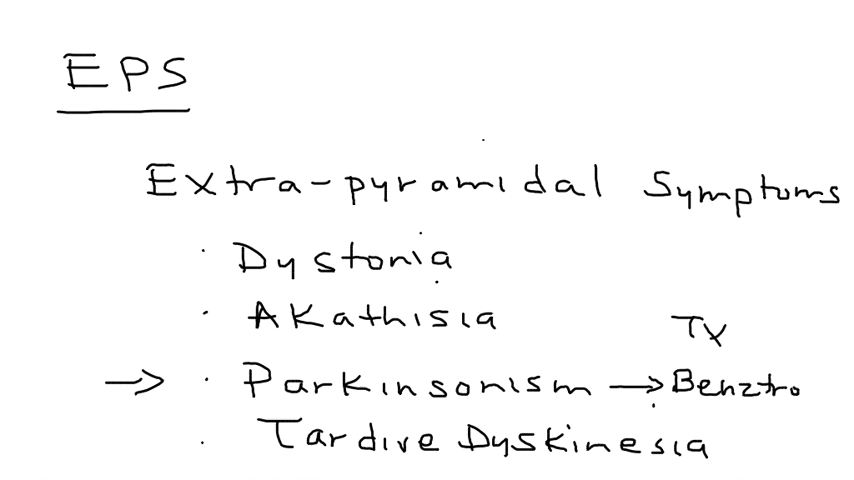 EPS
Extra-pyramidal Symptoms
· Dystonia
· Akathisia
Tx
→ · Parkinsonism → Benztro
· Tardive Dyskinesia